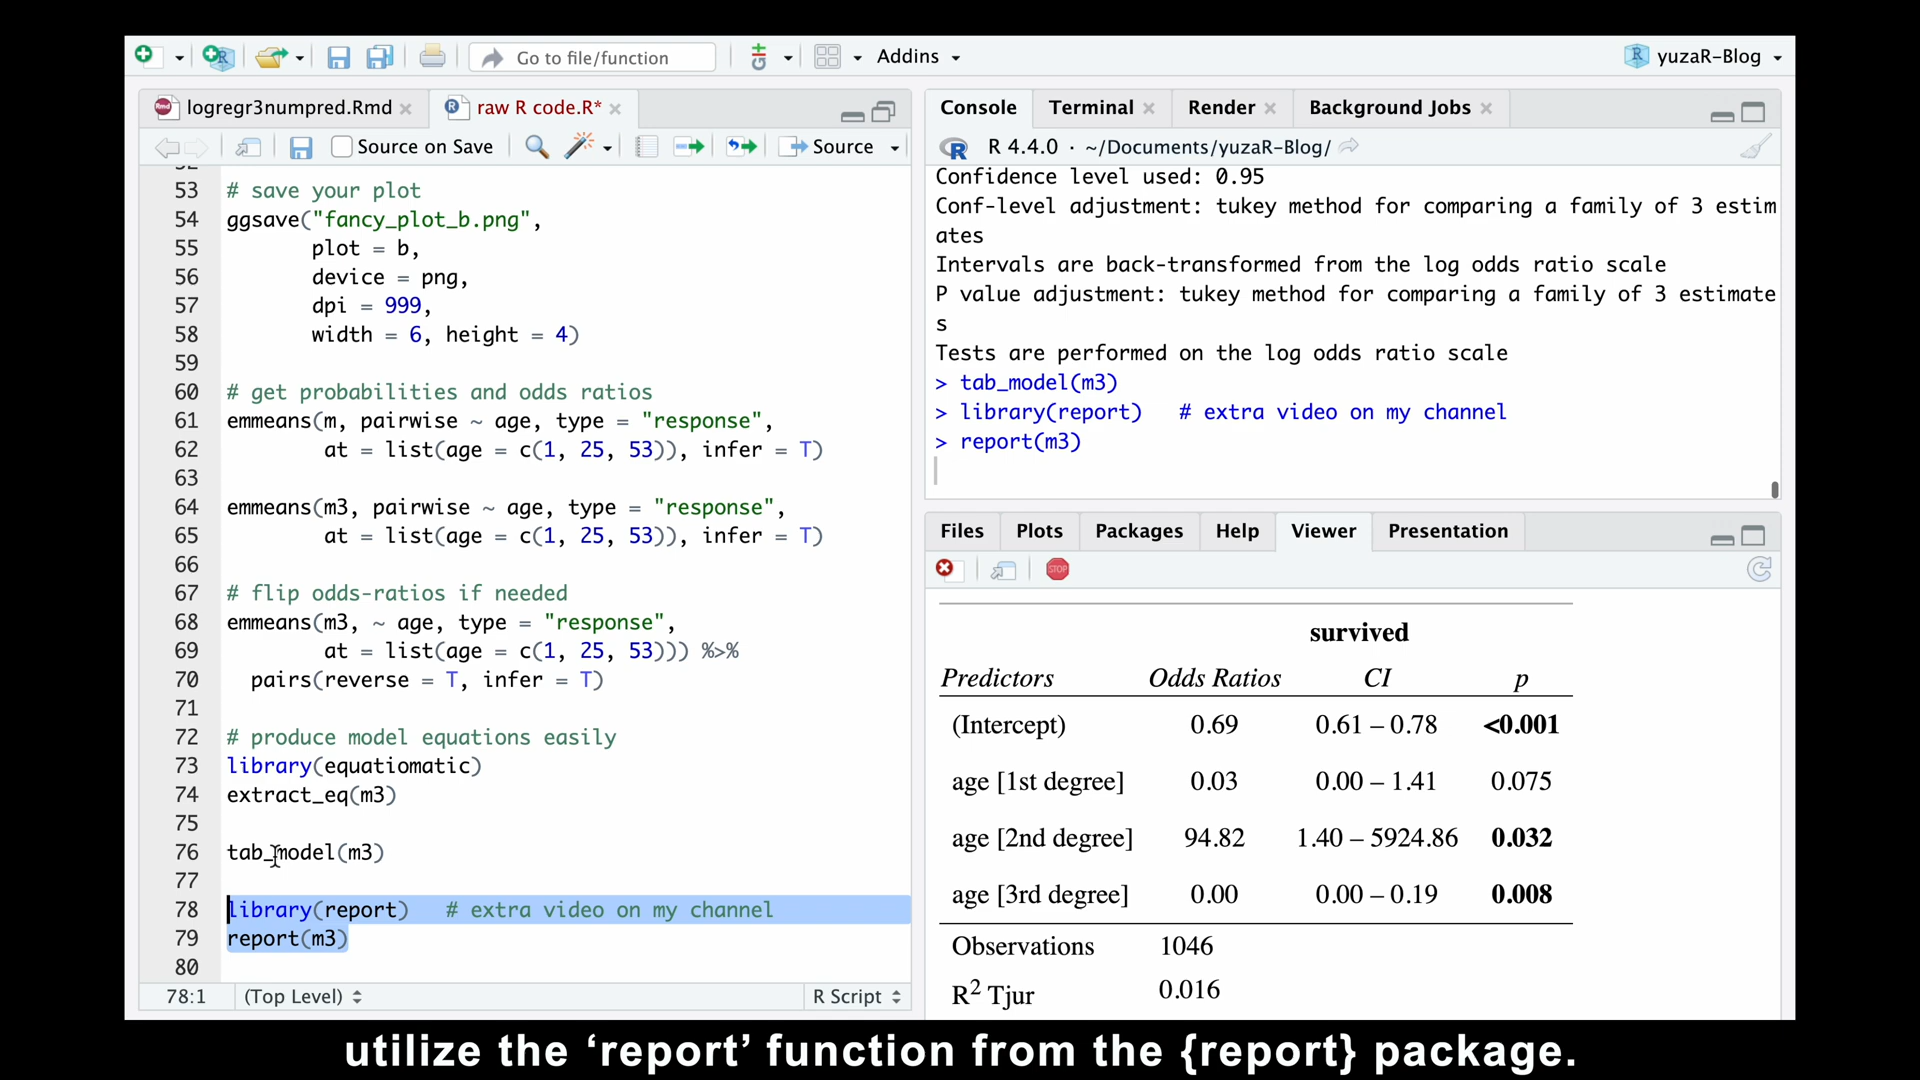 Go to file/function
Addins
yuzaR-Blog
logregr3numpred.Rmd
raw R code.R*
Source on Save
Source
53 # save your plot
54 ggsave("fancy_plot_b.png",
55 plot = b,
56 device = png,
57 dpi = 999,
58 width = 6, height = 4)
59
60 # get probabilities and odds ratios
61 emmeans(m, pairwise ~ age, type = "response",
62 at = list(age = c(1, 25, 53)), infer = T)
63
64 emmeans(m3, pairwise ~ age, type = "response",
65 at = list(age = c(1, 25, 53)), infer = T)
66
67 # flip odds-ratios if needed
68 emmeans(m3, ~ age, type = "response",
69 at = list(age = c(1, 25, 53))) %>%
70 pairs(reverse = T, infer = T)
71
72 # produce model equations easily
73 library(equatiomatic)
74 extract_eq(m3)
75
76 tab_model(m3)
77
78 library(report) # extra video on my channel
79 report(m3)
80
78:1 (Top Level) R Script
Console Terminal Render Background Jobs
R 4.4.0 · ~/Documents/yuzaR-Blog/
Confidence level used: 0.95
Conf-level adjustment: tukey method for comparing a family of 3 estim
ates
Intervals are back-transformed from the log odds ratio scale
P value adjustment: tukey method for comparing a family of 3 estimate
s
Tests are performed on the log odds ratio scale
> tab_model(m3)
> library(report) # extra video on my channel
> report(m3)
Files Plots Packages Help Viewer Presentation
STOP
survived
Predictors Odds Ratios CI p
(Intercept) 0.69 0.61 – 0.78 <0.001
age [1st degree] 0.03 0.00 – 1.41 0.075
age [2nd degree] 94.82 1.40 – 5924.86 0.032
age [3rd degree] 0.00 0.00 – 0.19 0.008
Observations 1046
R2 Tjur 0.016
utilize the ‘report’ function from the {report} package.